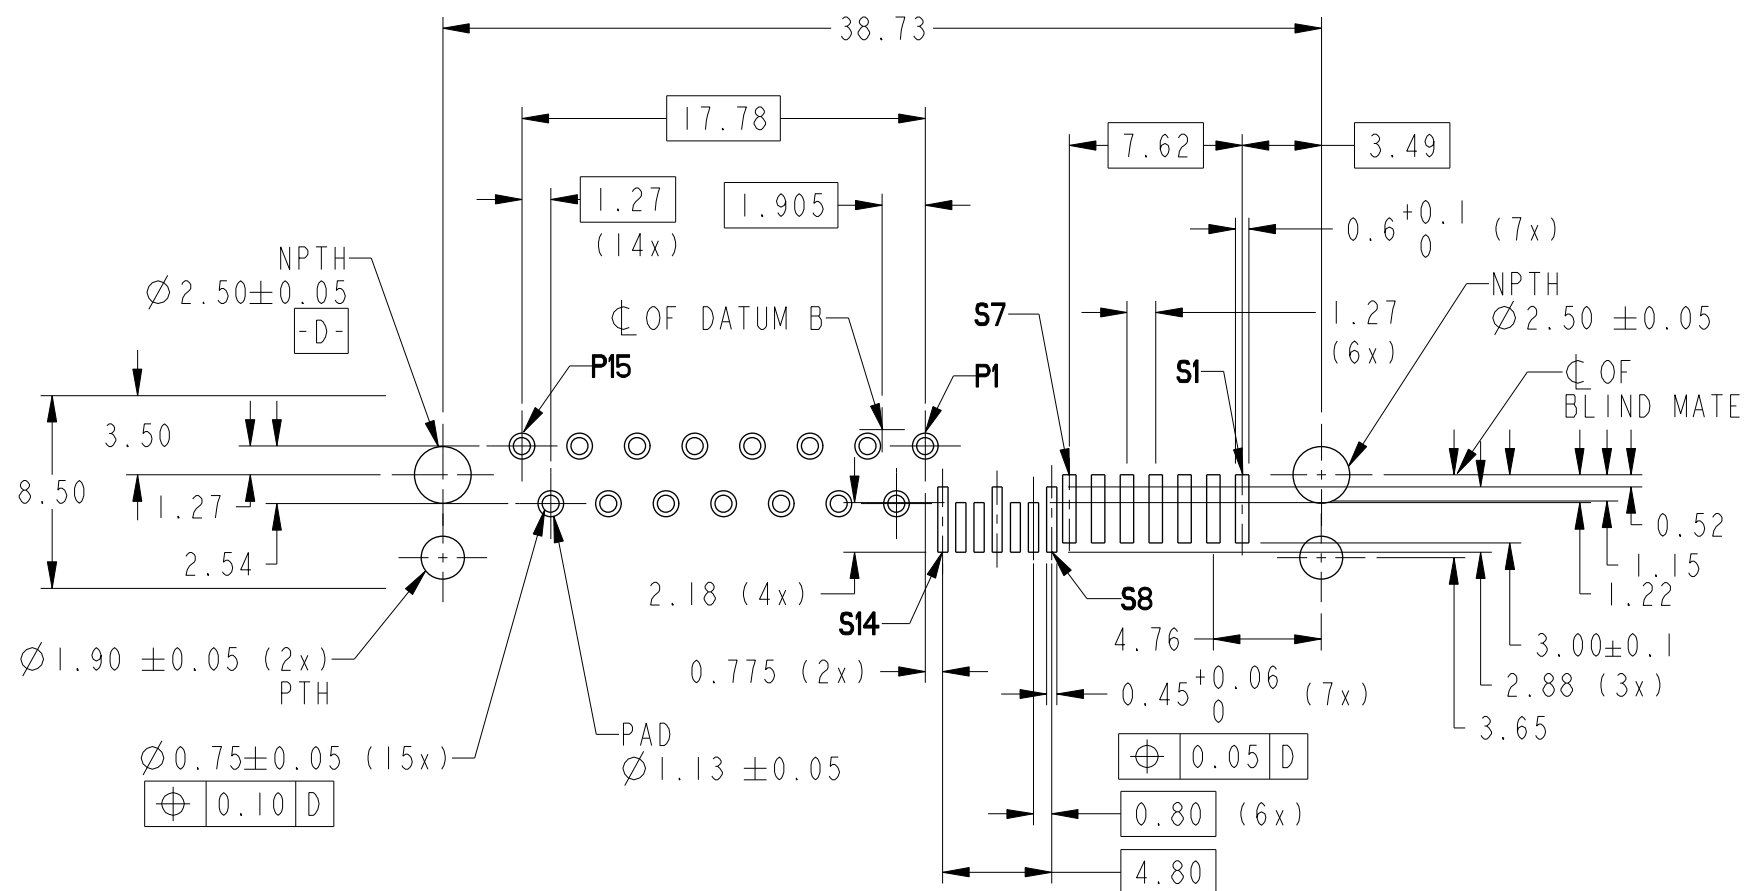 38.73
17.78
7.62
3.49
1.27
(14x)
1.905
0.6 +0.1 0 (7x)
NPTH
Ø2.50±0.05
-D-
℄ OF DATUM B
S7
1.27
(6x)
NPTH
Ø2.50 ±0.05
P15
P1
S1
℄ OF
BLIND MATE
3.50
8.50
1.27
2.54
0.52
1.15
1.22
2.18 (4x)
S14
S8
4.76
3.00±0.1
Ø1.90 ±0.05 (2x)
PTH
0.775 (2x)
0.45 +0.06 0 (7x)
2.88 (3x)
3.65
Ø0.75±0.05 (15x)
⌖ 0.10 D
PAD
Ø1.13 ±0.05
⌖ 0.05 D
0.80 (6x)
4.80